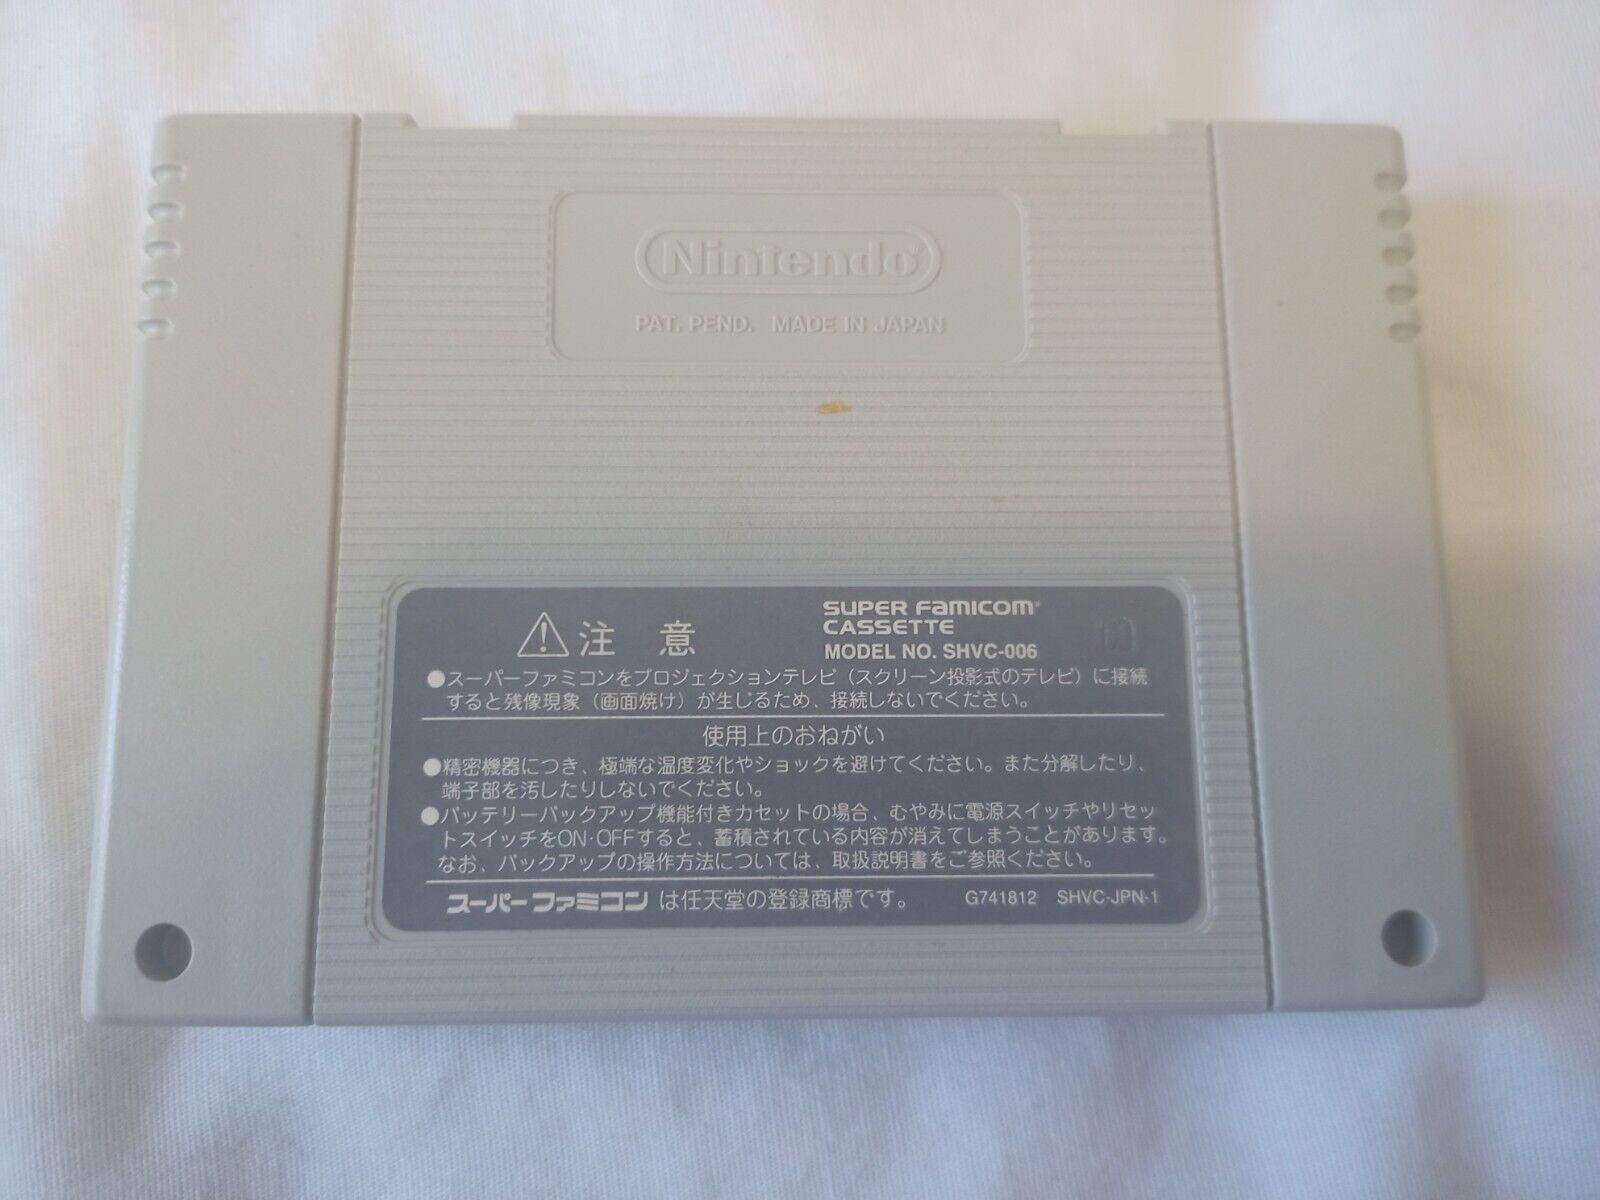 Nintendo®
PAT. PEND. MADE IN JAPAN
注意
SUPER Famicom®
CASSETTE
MODEL NO. SHVC-006
10
●スーパーファミコンをプロジェクションテレビ(スクリーン投影式のテレビ)に接続
すると残像現象(画面焼け)が生じるため、接続しないでください。
使用上のおねがい
●精密機器につき、極端な温度変化やショックを避けてください。また分解したり、
端子部を汚したりしないでください。
●バッテリーバックアップ機能付きカセットの場合、むやみに電源スイッチやリセッ
トスイッチをON・OFFすると、蓄積されている内容が消えてしまうことがあります。
なお、バックアップの操作方法については、取扱説明書をご参照ください。
スーパーファミコン は任天堂の登録商標です。 G741812 SHVC-JPN-1